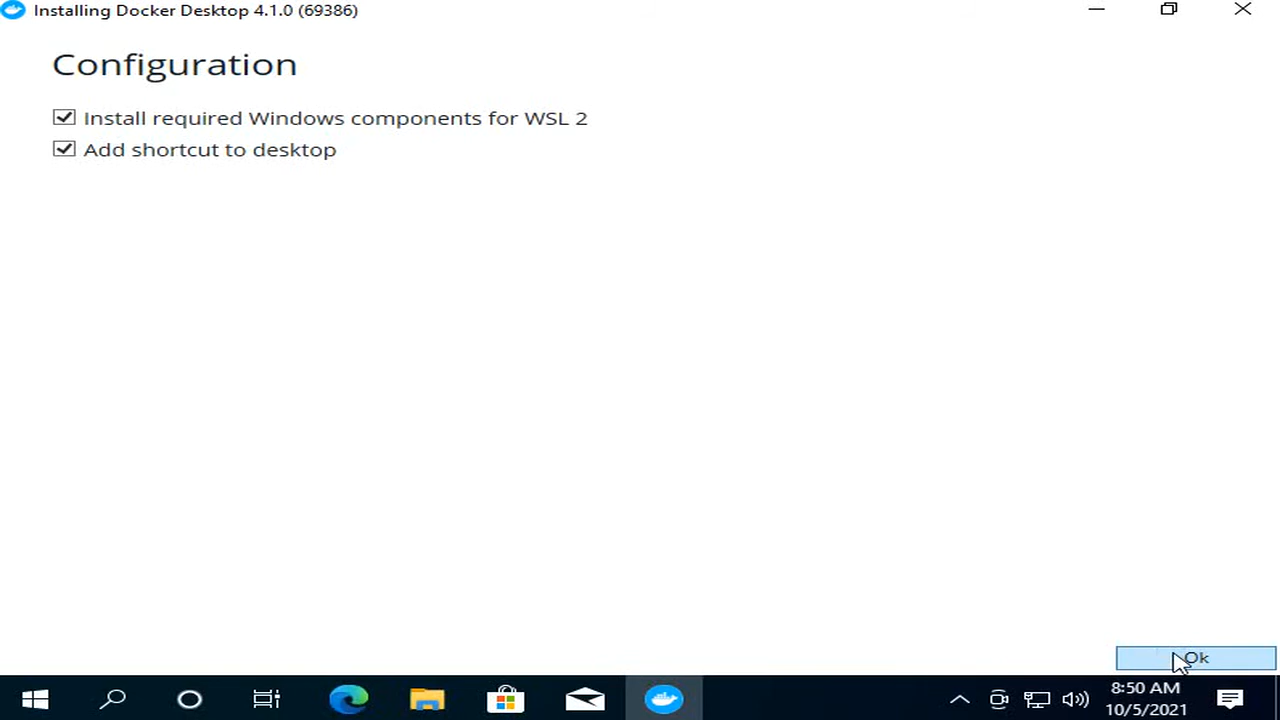 Installing Docker Desktop 4.1.0 (69386)
Configuration
Install required Windows components for WSL 2
Add shortcut to desktop
Ok
8:50 AM
10/5/2021